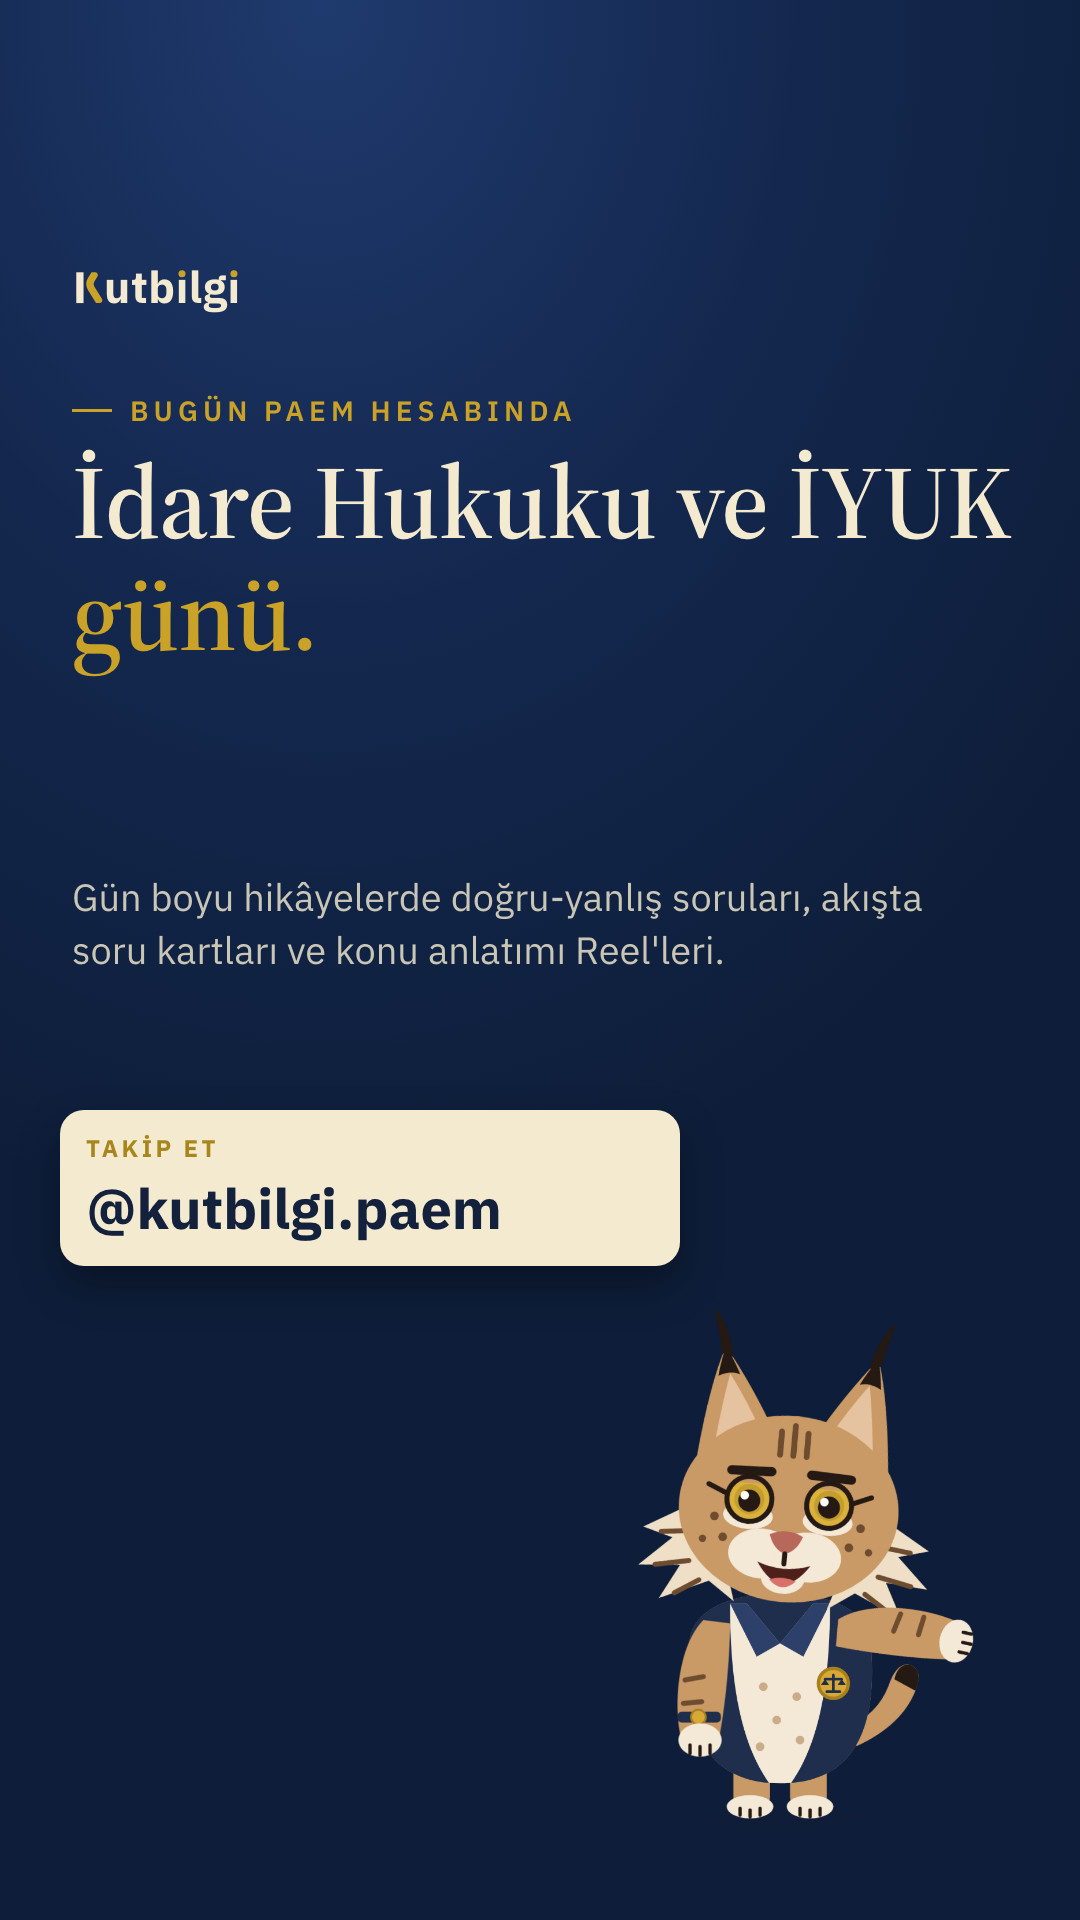 Kutbilgi
BUGÜN PAEM HESABINDA
İdare Hukuku ve İYUK
günü.
Gün boyu hikâyelerde doğru-yanlış soruları, akışta
soru kartları ve konu anlatımı Reel'leri.
TAKİP ET
@kutbilgi.paem